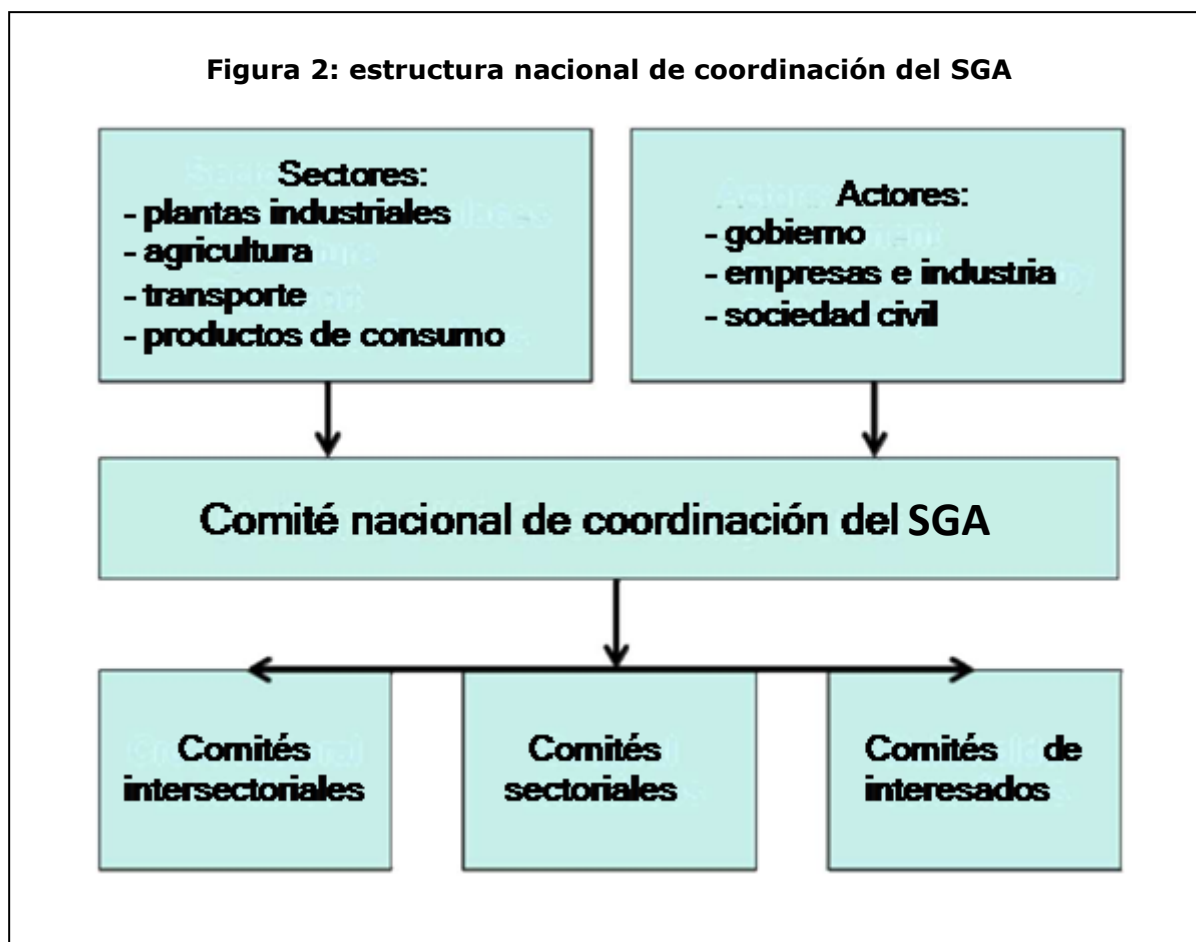 Figura 2: estructura nacional de coordinación del SGA
Sectores:
- plantas industriales
- agricultura
- transporte
- productos de consumo
Actores:
- gobierno
- empresas e industria
- sociedad civil
Comité nacional de coordinación del SGA
Comités
intersectoriales
Comités
sectoriales
Comités de
interesados